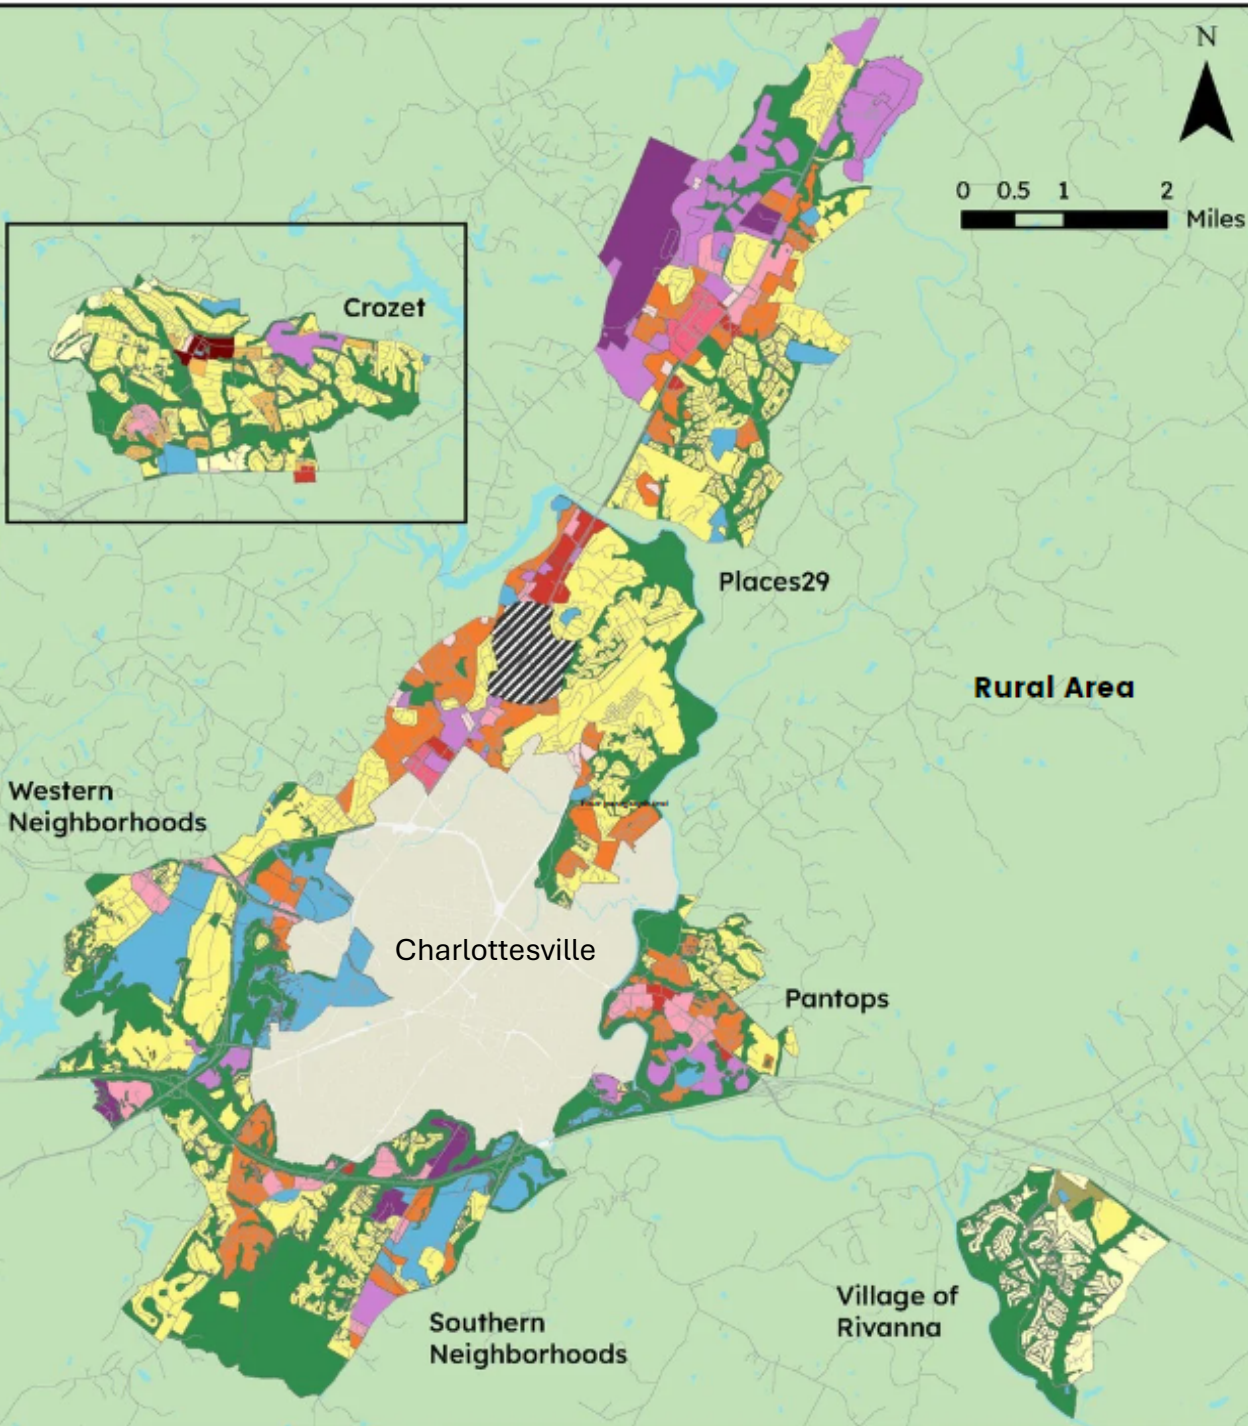 N
0 0.5 1 2
Miles
Crozet
Places29
Rural Area
Western
Neighborhoods
Charlottesville
Pantops
Village of
Rivanna
Southern
Neighborhoods